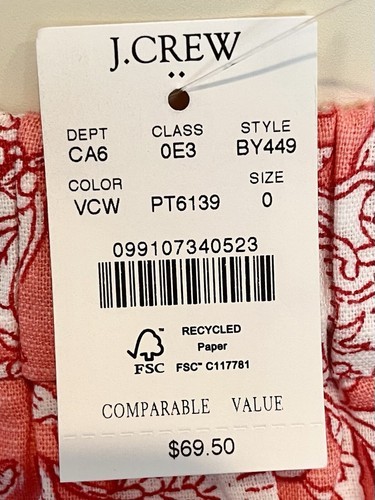 J.CREW
DEPT CLASS STYLE
CA6 0E3 BY449
COLOR SIZE
VCW PT6139 0
099107340523
RECYCLED
Paper
FSC FSC™ C117781
COMPARABLE VALUE
$69.50